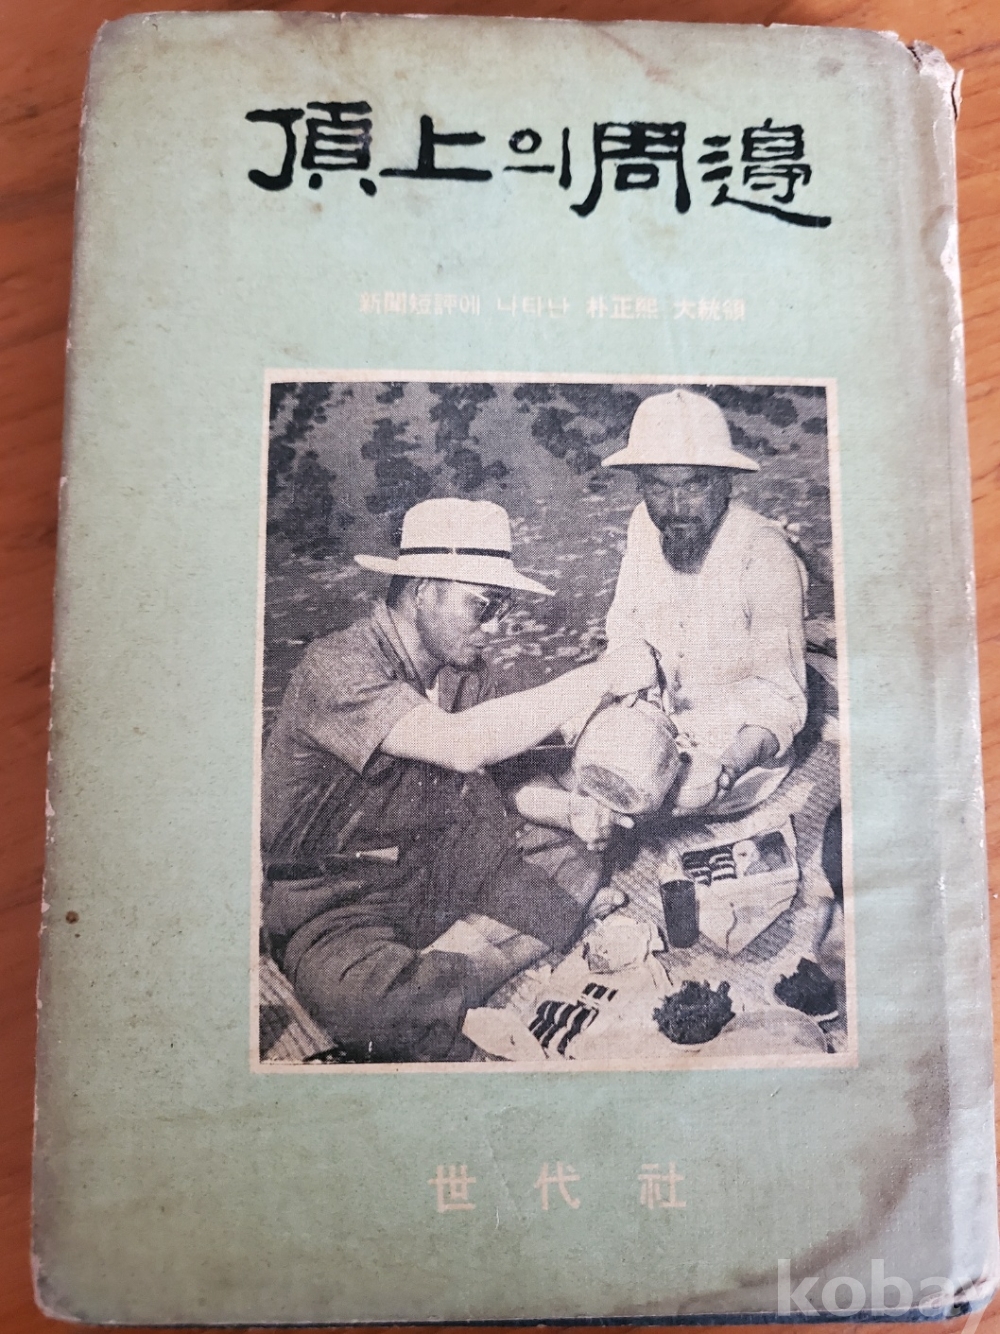 頂上의周邊
新聞短評에 나타난 朴正熙 大統領
世代社
kobay